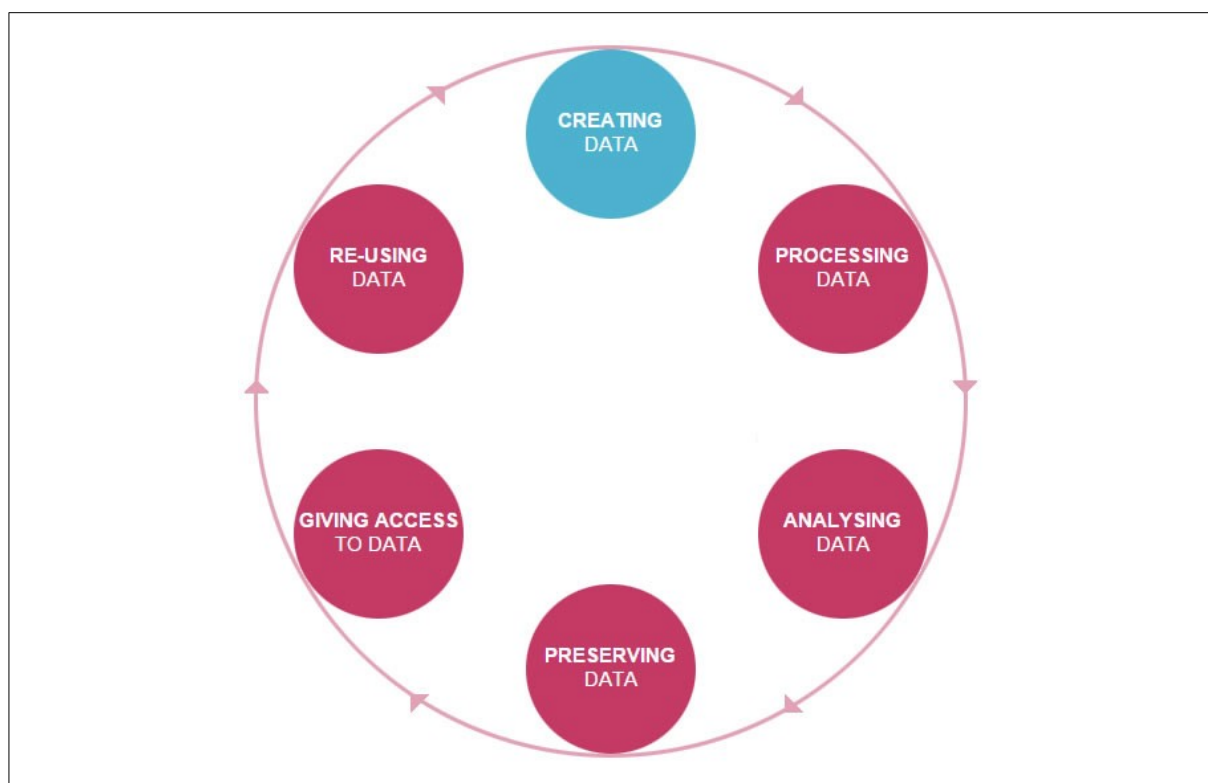 CREATING
DATA
PROCESSING
DATA
ANALYSING
DATA
PRESERVING
DATA
GIVING ACCESS
TO DATA
RE-USING
DATA